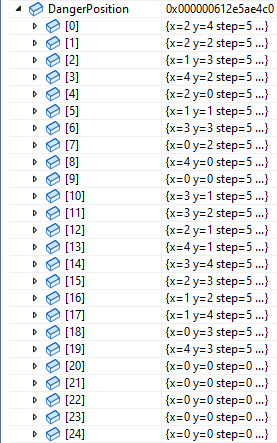 DangerPosition 0x000000612e5ae4c0
[0] {x=2 y=4 step=5 ...}
[1] {x=2 y=2 step=5 ...}
[2] {x=1 y=3 step=5 ...}
[3] {x=4 y=2 step=5 ...}
[4] {x=2 y=0 step=5 ...}
[5] {x=1 y=1 step=5 ...}
[6] {x=3 y=3 step=5 ...}
[7] {x=0 y=2 step=5 ...}
[8] {x=4 y=0 step=5 ...}
[9] {x=0 y=0 step=5 ...}
[10] {x=3 y=1 step=5 ...}
[11] {x=3 y=2 step=5 ...}
[12] {x=2 y=1 step=5 ...}
[13] {x=4 y=1 step=5 ...}
[14] {x=3 y=4 step=5 ...}
[15] {x=2 y=3 step=5 ...}
[16] {x=1 y=2 step=5 ...}
[17] {x=1 y=4 step=5 ...}
[18] {x=0 y=3 step=5 ...}
[19] {x=4 y=3 step=5 ...}
[20] {x=0 y=0 step=0 ...}
[21] {x=0 y=0 step=0 ...}
[22] {x=0 y=0 step=0 ...}
[23] {x=0 y=0 step=0 ...}
[24] {x=0 y=0 step=0 ...}